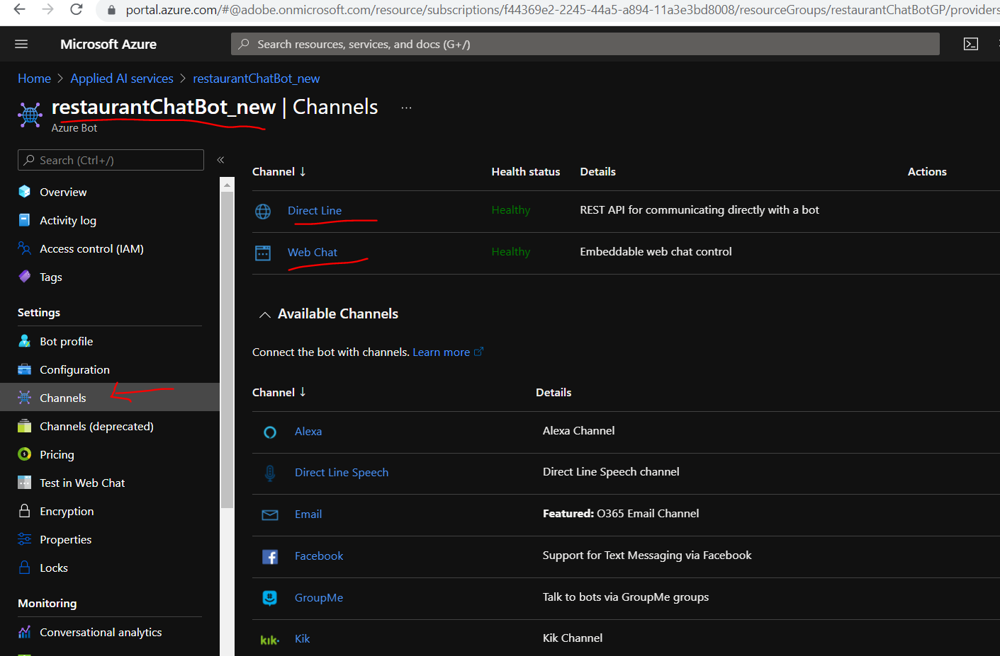 portal.azure.com/#@adobe.onmicrosoft.com/resource/subscriptions/f44369e2-2245-44a5-a894-11a3e3bd8008/resourceGroups/restaurantChatBotGP/providers
Microsoft Azure
Search resources, services, and docs (G+/)
Home > Applied AI services > restaurantChatBot_new
restaurantChatBot_new | Channels ...
Azure Bot
Search (Ctrl+/)
Overview
Activity log
Access control (IAM)
Tags
Settings
Bot profile
Configuration
Channels
Channels (deprecated)
Pricing
Test in Web Chat
Encryption
Properties
Locks
Monitoring
Conversational analytics
Channel ↓ Health status Details Actions
Direct Line Healthy REST API for communicating directly with a bot
Web Chat Healthy Embeddable web chat control
Available Channels
Connect the bot with channels. Learn more
Channel ↓ Details
Alexa Alexa Channel
Direct Line Speech Direct Line Speech channel
Email Featured: O365 Email Channel
Facebook Support for Text Messaging via Facebook
GroupMe Talk to bots via GroupMe groups
kik. Kik Kik Channel